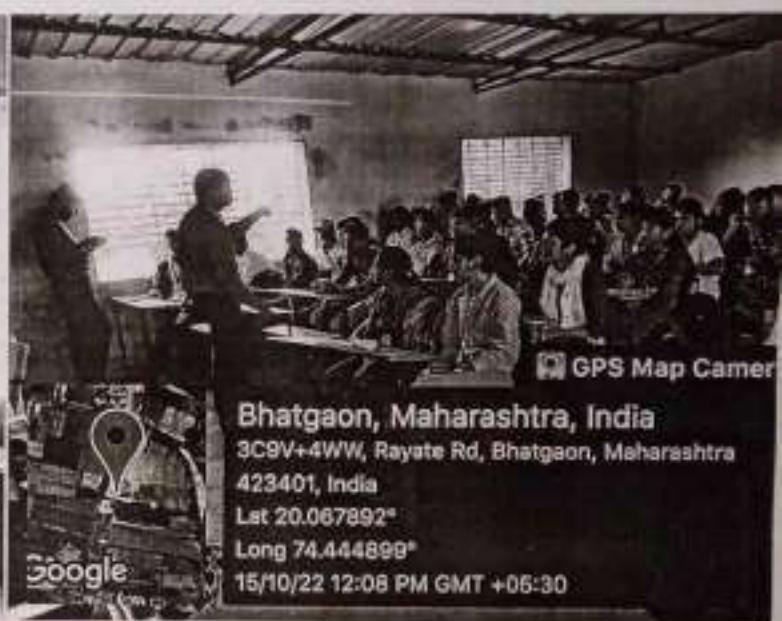 GPS Map Camer
Bhatgaon, Maharashtra, India
3C9V+4WW, Rayate Rd, Bhatgaon, Maharashtra
423401, India
Lat 20.067892°
Long 74.444899°
15/10/22 12:08 PM GMT +05:30
Google